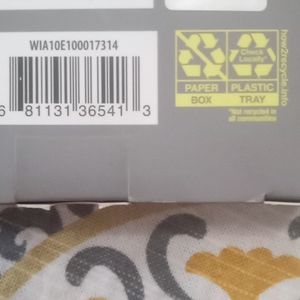 WIA10E100017314
6 81131 36541 3
Check Locally*
PAPER BOX
PLASTIC TRAY
*Not recycled in
all communities
how2recycle.info